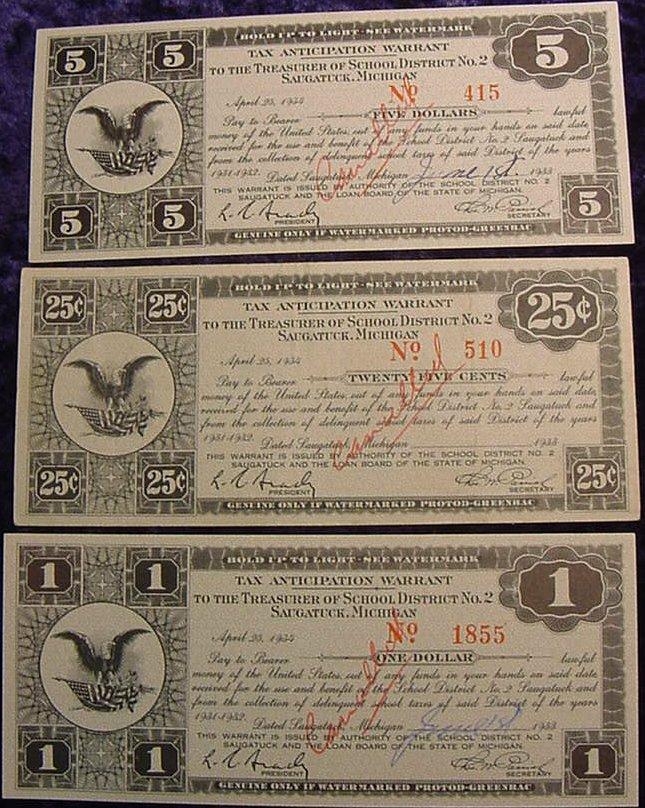 HOLD UP TO LIGHT - SEE WATERMARK
5 5 5
TAX ANTICIPATION WARRANT
TO THE TREASURER OF SCHOOL DISTRICT NO. 2
SAUGATUCK, MICHIGAN
April 25, 1934 No 415
Pay to Bearer FIVE DOLLARS lawful
money of the United States, out of any funds in your hands on said date,
received for the use and benefit of the School District No. 2 Saugatuck and
from the collection of delinquent school taxes of said District of the years
1931-1932. Dated Saugatuck, Michigan June 1st 1933
THIS WARRANT IS ISSUED BY AUTHORITY OF THE SCHOOL DISTRICT NO. 2
SAUGATUCK AND THE LOAN BOARD OF THE STATE OF MICHIGAN.
Cancelled
5 5 5
PRESIDENT SECRETARY
GENUINE ONLY IF WATERMARKED PROTOD-GREENBAC
HOLD UP TO LIGHT - SEE WATERMARK
25¢ 25¢ 25¢
TAX ANTICIPATION WARRANT
TO THE TREASURER OF SCHOOL DISTRICT NO. 2
SAUGATUCK, MICHIGAN
April 25, 1934 No 510
Pay to Bearer TWENTY FIVE CENTS lawful
money of the United States, out of any funds in your hands on said date,
received for the use and benefit of the School District No. 2 Saugatuck and
from the collection of delinquent school taxes of said District of the years
1931-1932. Dated Saugatuck, Michigan 1933
THIS WARRANT IS ISSUED BY AUTHORITY OF THE SCHOOL DISTRICT NO. 2
SAUGATUCK AND THE LOAN BOARD OF THE STATE OF MICHIGAN.
Cancelled
25¢ 25¢ 25¢
PRESIDENT SECRETARY
GENUINE ONLY IF WATERMARKED PROTOD-GREENBAC
HOLD UP TO LIGHT - SEE WATERMARK
1 1 1
TAX ANTICIPATION WARRANT
TO THE TREASURER OF SCHOOL DISTRICT NO. 2
SAUGATUCK, MICHIGAN
April 25, 1934 No 1855
Pay to Bearer ONE DOLLAR lawful
money of the United States, out of any funds in your hands on said date,
received for the use and benefit of the School District No. 2 Saugatuck and
from the collection of delinquent school taxes of said District of the years
1931-1932. Dated Saugatuck, Michigan June 1st 1933
THIS WARRANT IS ISSUED BY AUTHORITY OF THE SCHOOL DISTRICT NO. 2
SAUGATUCK AND THE LOAN BOARD OF THE STATE OF MICHIGAN.
Cancelled
1 1 1
PRESIDENT SECRETARY
GENUINE ONLY IF WATERMARKED PROTOD-GREENBAC